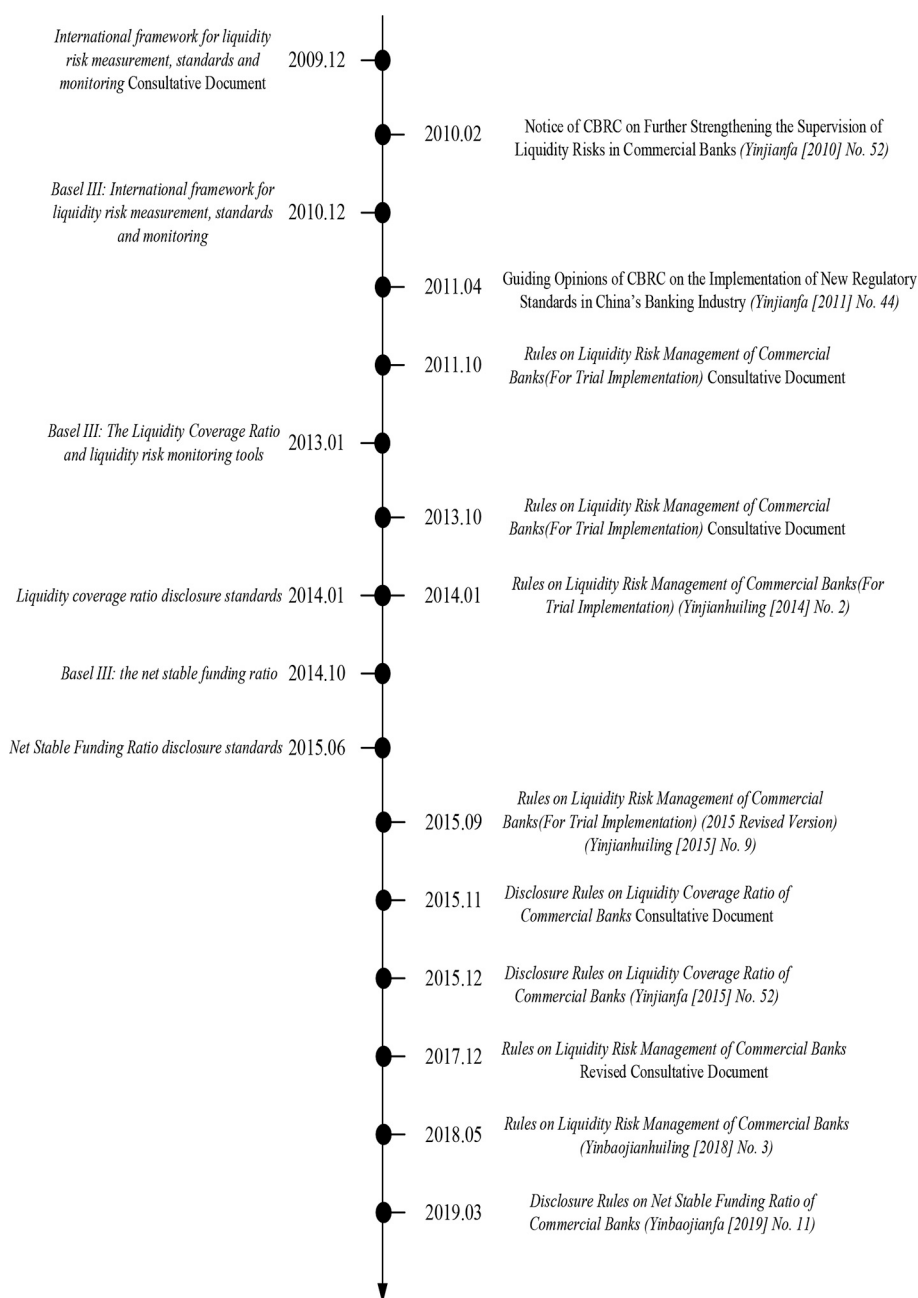 International framework for liquidity
risk measurement, standards and
monitoring Consultative Document
2009.12
2010.02
Notice of CBRC on Further Strengthening the Supervision of
Liquidity Risks in Commercial Banks (Yinjianfa [2010] No. 52)
Basel III: International framework for
liquidity risk measurement, standards
and monitoring
2010.12
2011.04
Guiding Opinions of CBRC on the Implementation of New Regulatory
Standards in China's Banking Industry (Yinjianfa [2011] No. 44)
2011.10
Rules on Liquidity Risk Management of Commercial
Banks(For Trial Implementation) Consultative Document
Basel III: The Liquidity Coverage Ratio
and liquidity risk monitoring tools
2013.01
2013.10
Rules on Liquidity Risk Management of Commercial
Banks(For Trial Implementation) Consultative Document
Liquidity coverage ratio disclosure standards 2014.01
2014.01
Rules on Liquidity Risk Management of Commercial Banks(For
Trial Implementation) (Yinjianhuiling [2014] No. 2)
Basel III: the net stable funding ratio 2014.10
Net Stable Funding Ratio disclosure standards 2015.06
2015.09
Rules on Liquidity Risk Management of Commercial
Banks(For Trial Implementation) (2015 Revised Version)
(Yinjianhuiling [2015] No. 9)
2015.11
Disclosure Rules on Liquidity Coverage Ratio of
Commercial Banks Consultative Document
2015.12
Disclosure Rules on Liquidity Coverage Ratio of
Commercial Banks (Yinjianfa [2015] No. 52)
2017.12
Rules on Liquidity Risk Management of Commercial Banks
Revised Consultative Document
2018.05
Rules on Liquidity Risk Management of Commercial Banks
(Yinbaojianhuiling [2018] No. 3)
2019.03
Disclosure Rules on Net Stable Funding Ratio of
Commercial Banks (Yinbaojianfa [2019] No. 11)